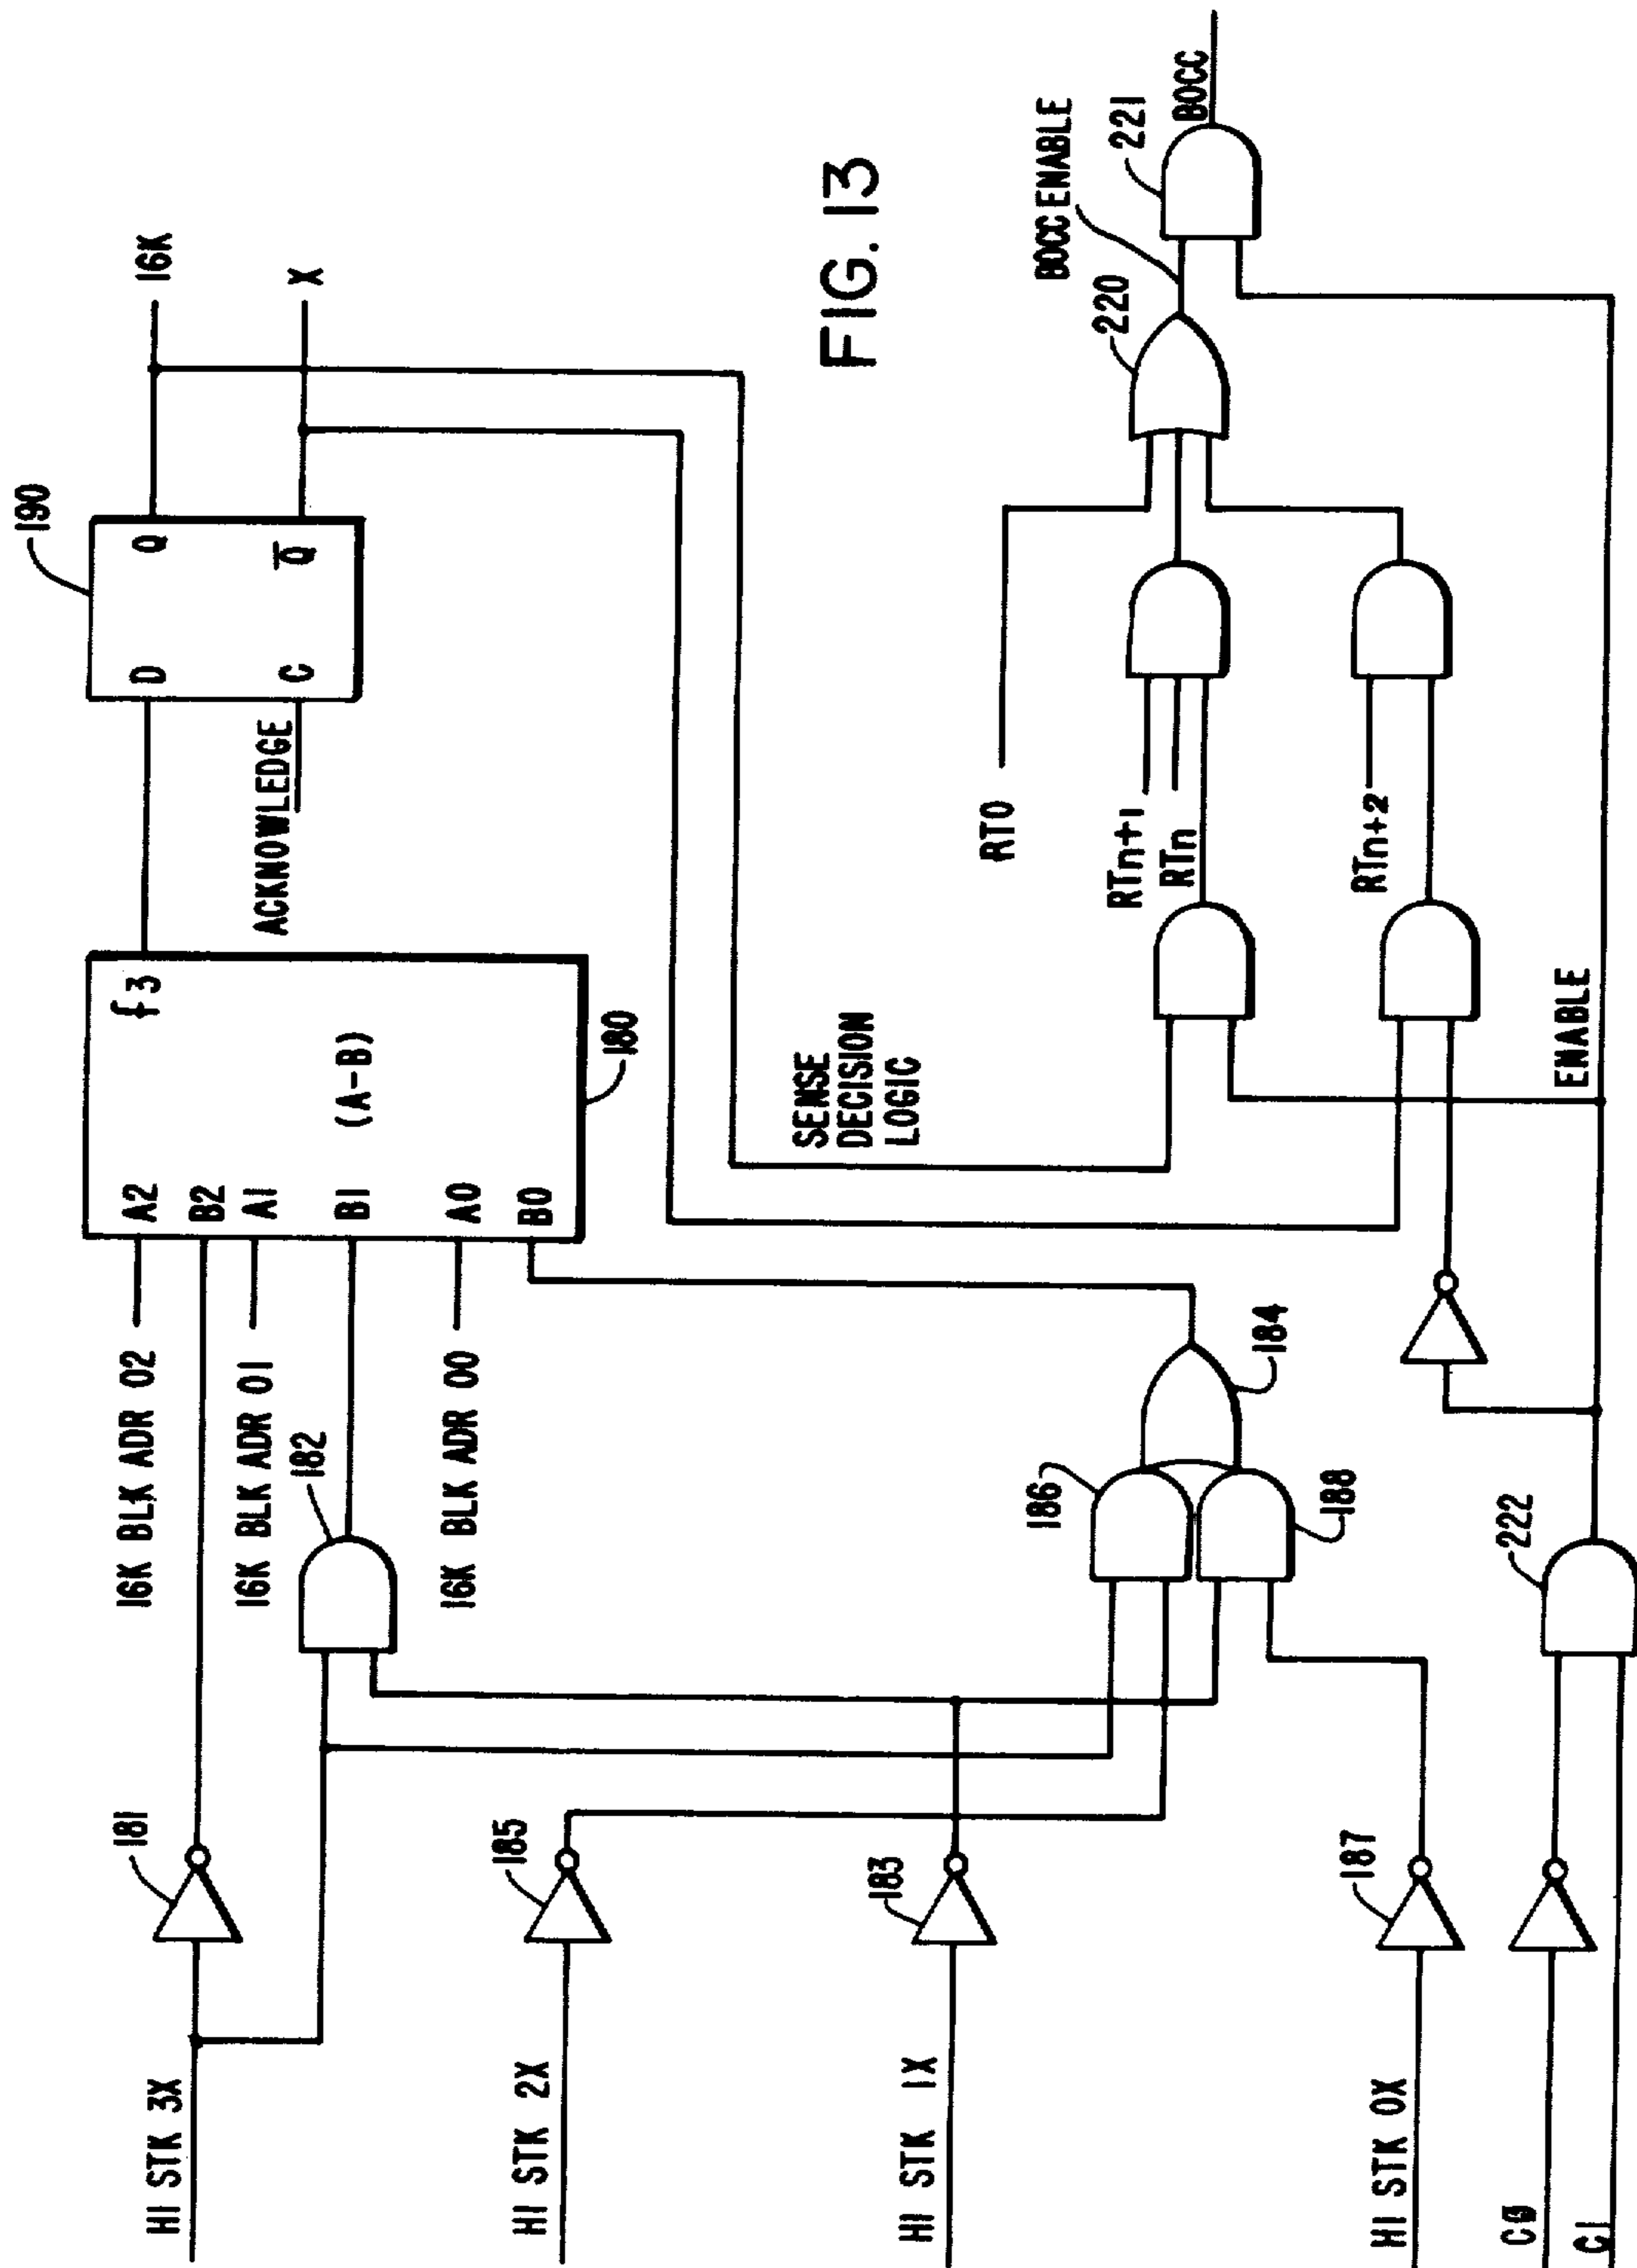 HI STK 3X
HI STK 2X
HI STK 1X
HI STK 0X
CØ
C1
181
185
183
187
182
186
188
184
222
16K BLK ADR 02
16K BLK ADR 01
16K BLK ADR 00
A2
B2
A1
B1
A0
B0
f3
(A-B)
180
ACKNOWLEDGE
D
C
Q
Q̅
190
16K
X
SENSE
DECISION
LOGIC
ENABLE
RT0
RTn+1
RTn
RTn+2
220
BOCC ENABLE
221
BOCC
FIG. 13